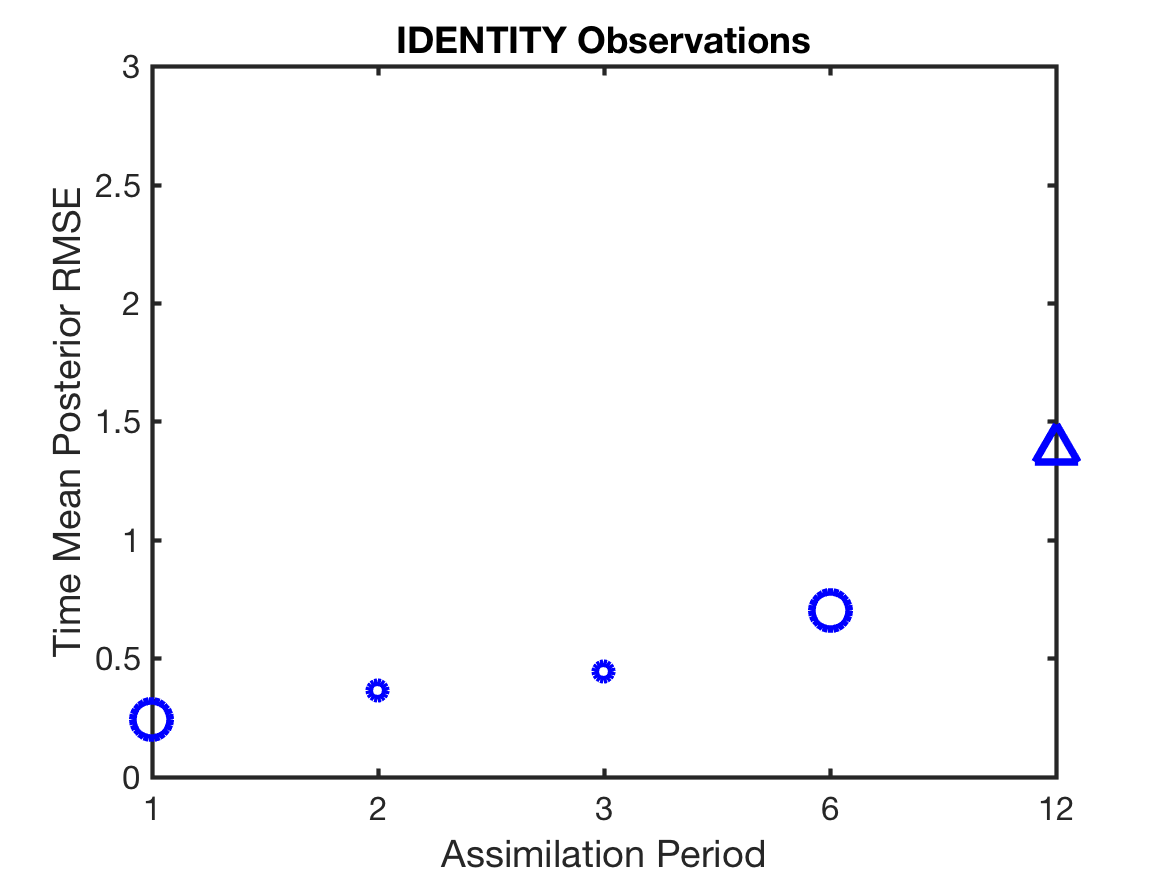 IDENTITY Observations
Time Mean Posterior RMSE
3
2.5
2
1.5
1
0.5
0
1 2 3 6 12
Assimilation Period